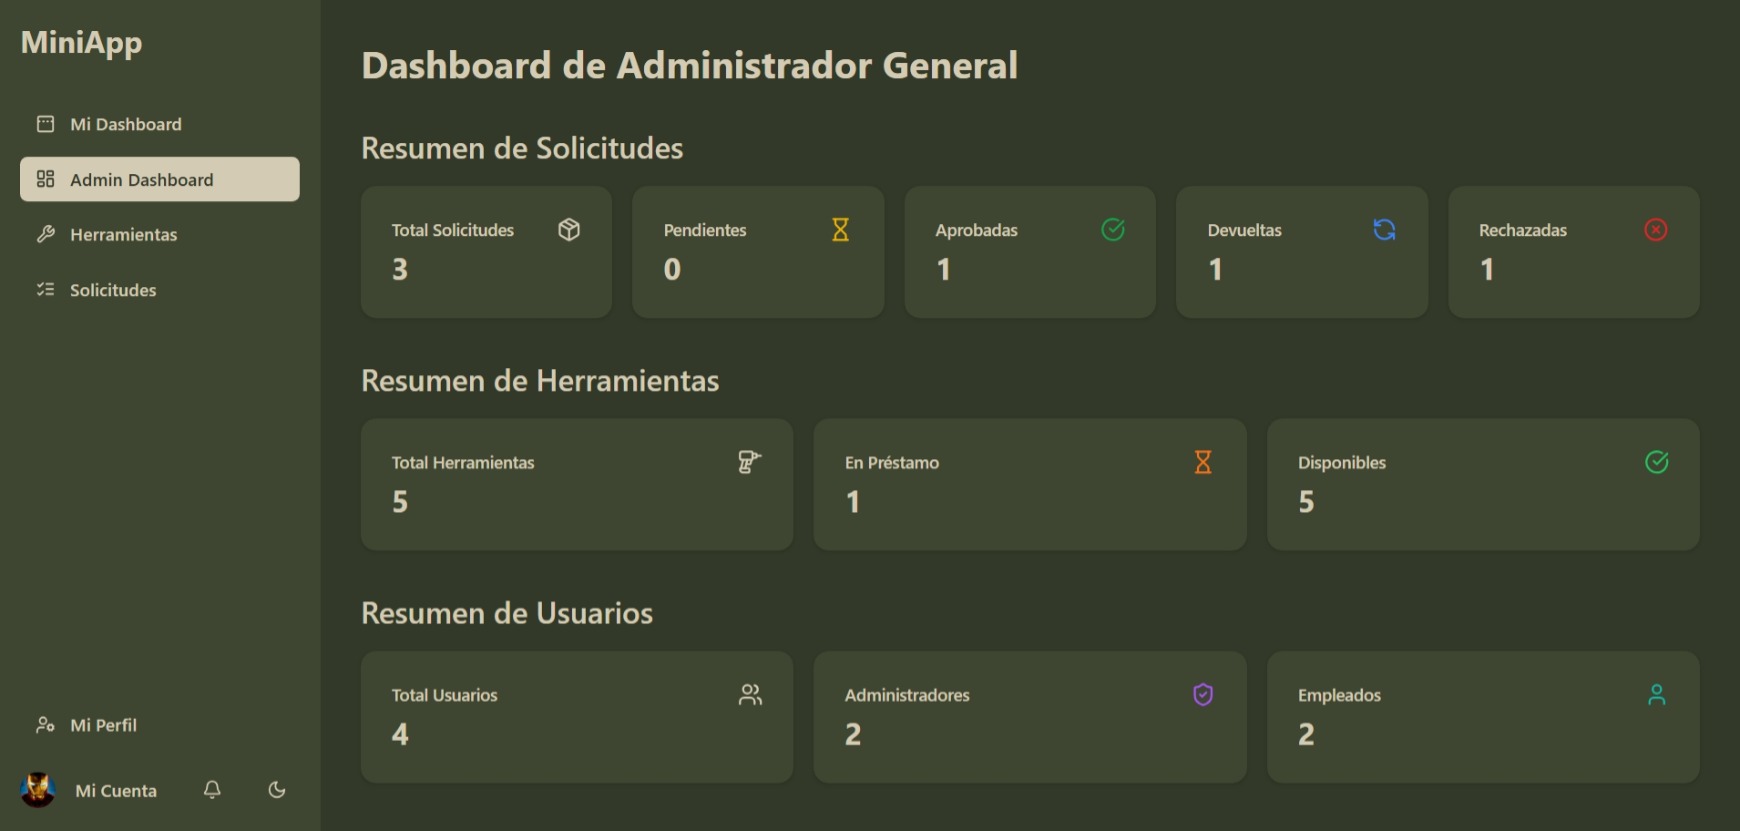 MiniApp
Mi Dashboard
Admin Dashboard
Herramientas
Solicitudes
Mi Perfil
Mi Cuenta
Dashboard de Administrador General
Resumen de Solicitudes
Total Solicitudes
3
Pendientes
0
Aprobadas
1
Devueltas
1
Rechazadas
1
Resumen de Herramientas
Total Herramientas
5
En Préstamo
1
Disponibles
5
Resumen de Usuarios
Total Usuarios
4
Administradores
2
Empleados
2